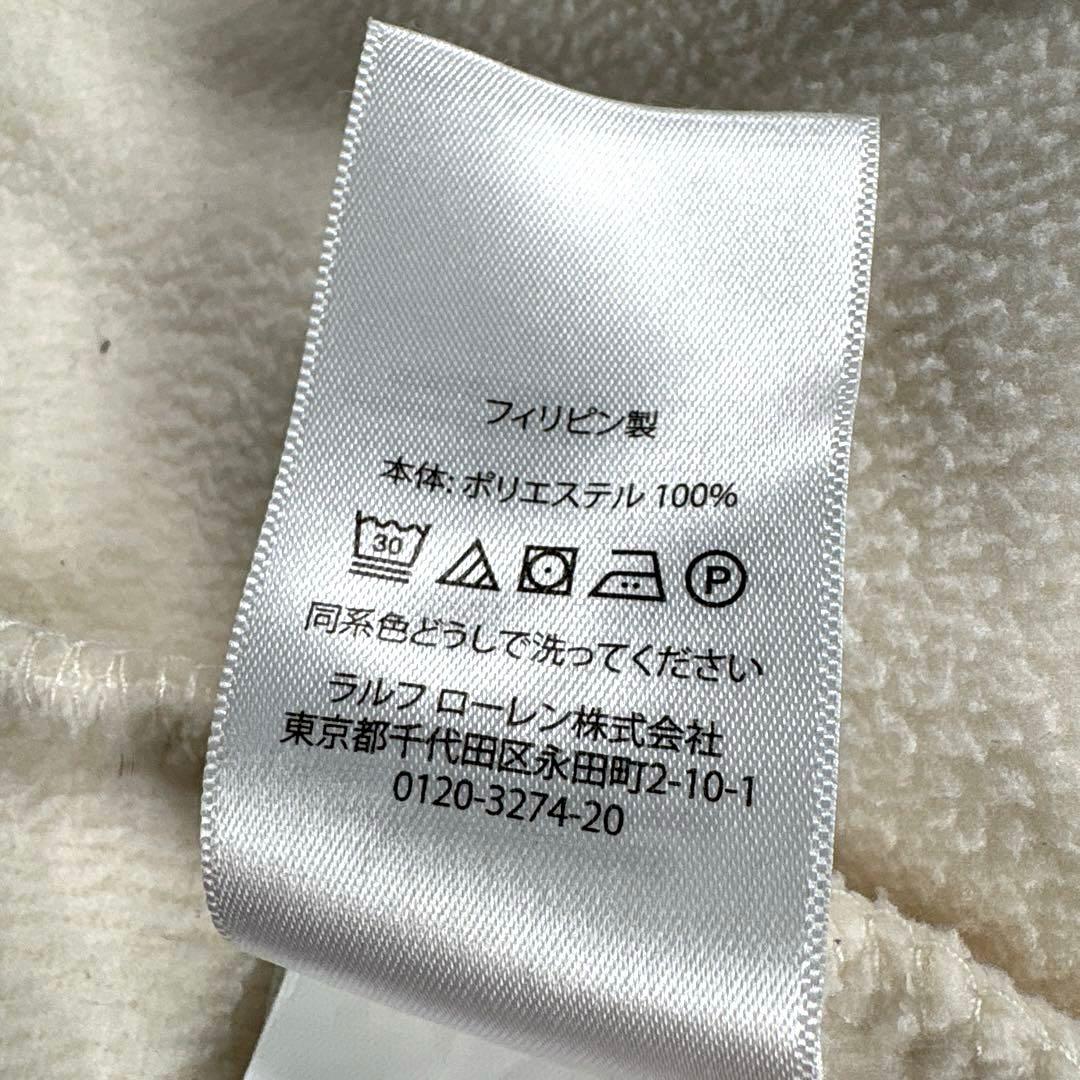 フィリピン製
本体: ポリエステル 100%
30 P
同系色どうしで洗ってください
ラルフ ローレン株式会社
東京都千代田区永田町2-10-1
0120-3274-20